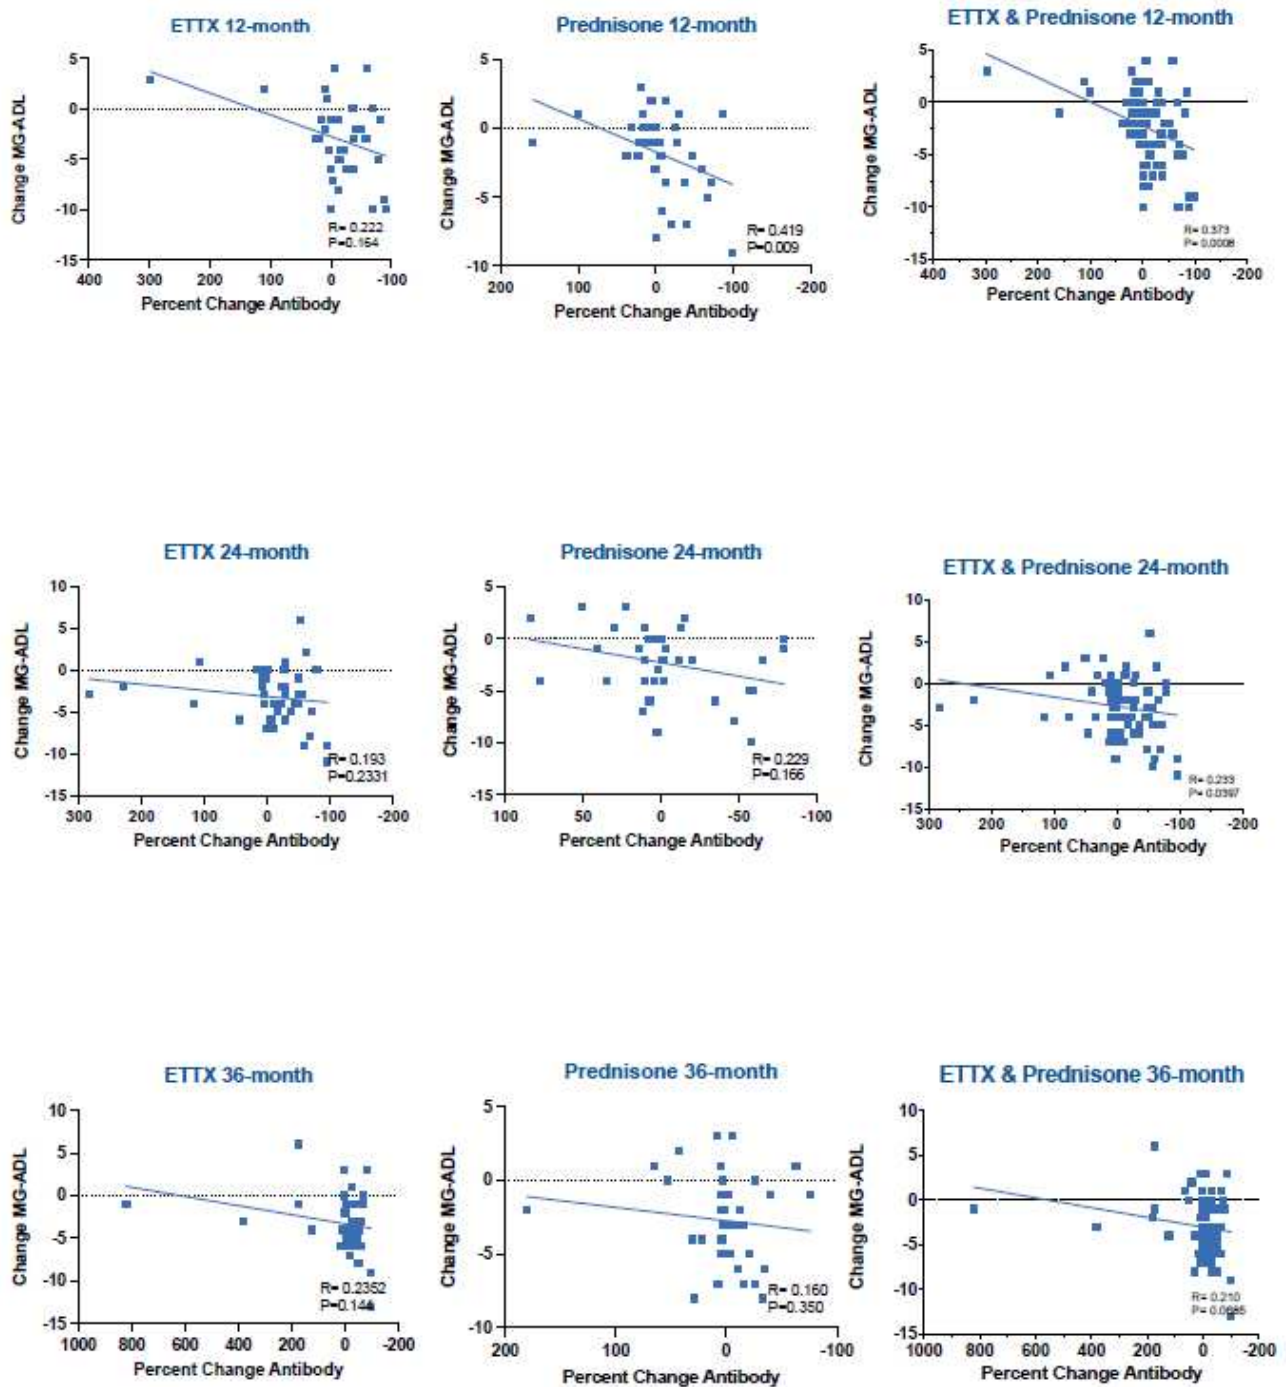 ETTX 12-month
Change MG-ADL
5
0
-5
-10
-15
400 300 200 100 0 -100
Percent Change Antibody
R= 0.222
P=0.164
Prednisone 12-month
Change MG-ADL
5
0
-5
-10
200 100 0 -100 -200
Percent Change Antibody
R= 0.419
P=0.009
ETTX & Prednisone 12-month
Change MG-ADL
5
0
-5
-10
-15
400 300 200 100 0 -100 -200
Percent Change Antibody
R= 0.373
P= 0.0008
ETTX 24-month
Change MG-ADL
10
5
0
-5
-10
-15
300 200 100 0 -100 -200
Percent Change Antibody
R= 0.193
P=0.2331
Prednisone 24-month
Change MG-ADL
5
0
-5
-10
-15
100 50 0 -50 -100
Percent Change Antibody
R= 0.229
P=0.166
ETTX & Prednisone 24-month
Change MG-ADL
10
5
0
-5
-10
-15
300 200 100 0 -100 -200
Percent Change Antibody
R= 0.233
P= 0.0397
ETTX 36-month
Change MG-ADL
10
5
0
-5
-10
-15
1000 800 600 400 200 0 -200
Percent Change Antibody
R= 0.2352
Prednisone 36-month
Change MG-ADL
5
0
-5
-10
200 100 0 -100
Percent Change Antibody
R= 0.160
P=0.350
ETTX & Prednisone 36-month
Change MG-ADL
10
5
0
-5
-10
-15
1000 800 600 400 200 0 -200
Percent Change Antibody
R= 0.210